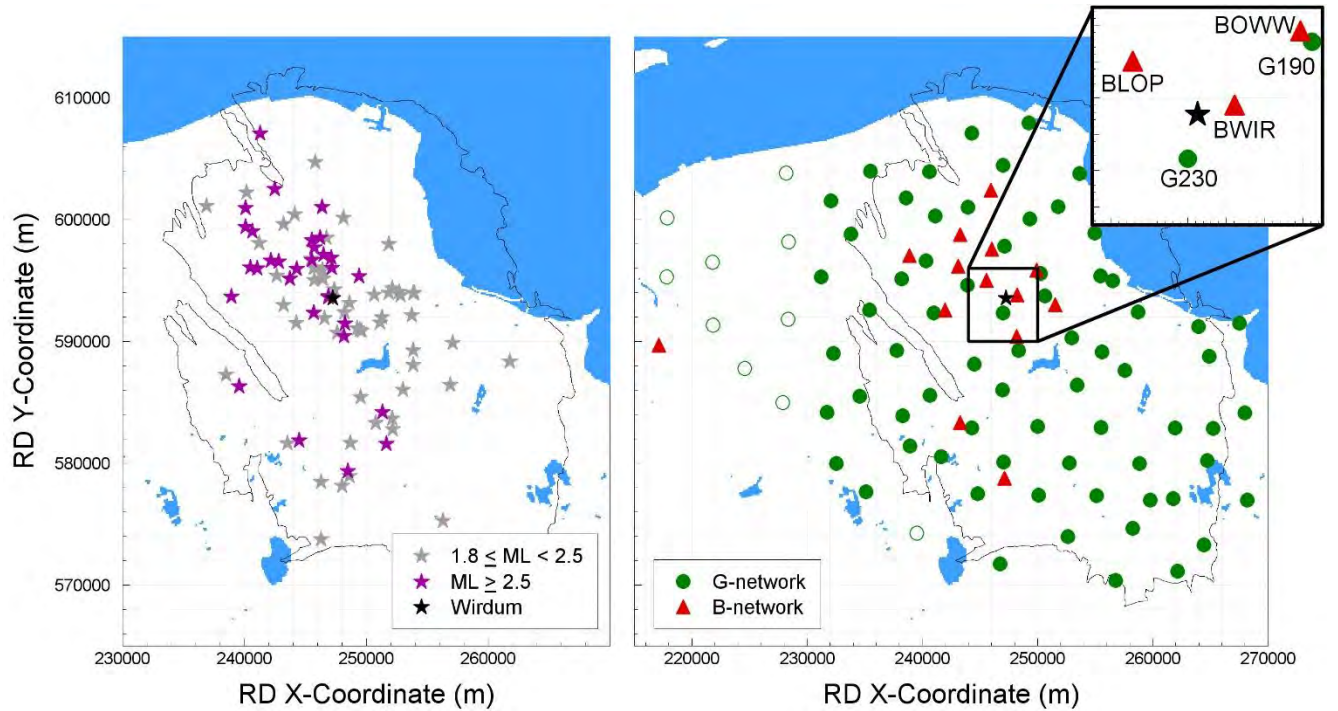 RD Y-Coordinate (m)
610000
600000
590000
580000
570000
230000
240000
250000
260000
RD X-Coordinate (m)
1.8 ≤ ML < 2.5
ML ≥ 2.5
Wirdum
220000
230000
240000
250000
260000
270000
RD X-Coordinate (m)
G-network
B-network
BOWW
G190
BLOP
BWIR
G230